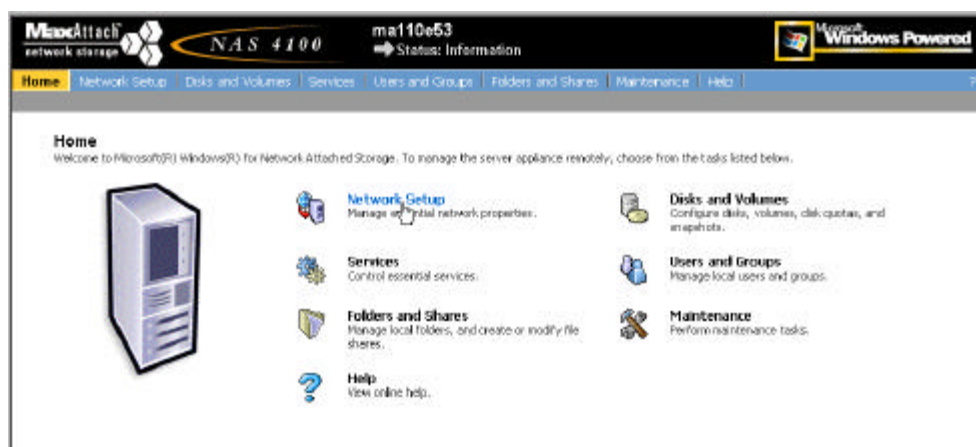 MaxAttach
network storage
NAS 4100
ma110e53
Status: Information
Microsoft
Windows Powered
Home Network Setup Disks and Volumes Services Users and Groups Folders and Shares Maintenance Help ?
Home
Welcome to Microsoft(R) Windows(R) for Network Attached Storage. To manage the server appliance remotely, choose from the tasks listed below.
Network Setup
Manage essential network properties.
Disks and Volumes
Configure disks, volumes, disk quotas, and
snapshots.
Services
Control essential services.
Users and Groups
Manage local users and groups.
Folders and Shares
Manage local folders, and create or modify file
shares.
Maintenance
Perform maintenance tasks.
Help
View online help.